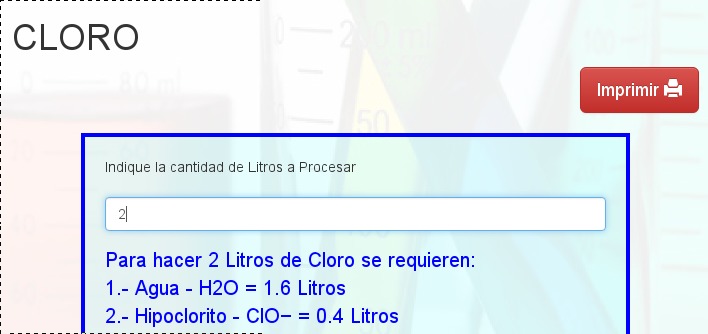 CLORO
Imprimir
Indique la cantidad de Litros a Procesar
2
Para hacer 2 Litros de Cloro se requieren:
1.- Agua - H2O = 1.6 Litros
2.- Hipoclorito - ClO− = 0.4 Litros